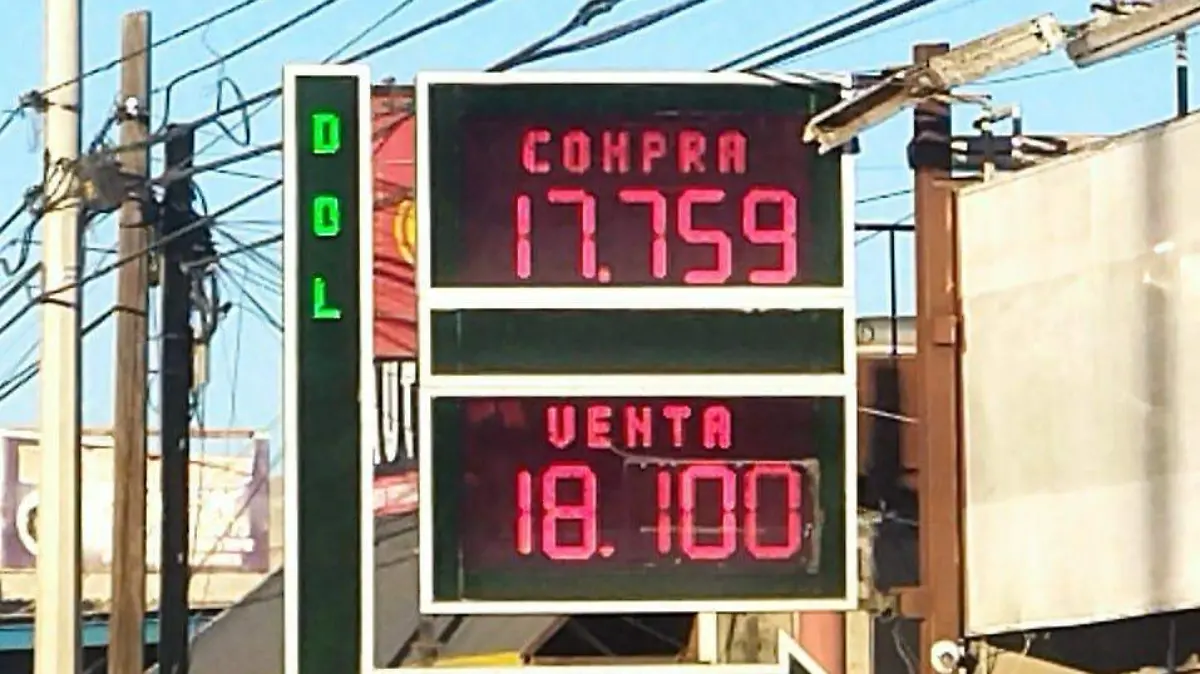 DOL
COMPRA
17.759
VENTA
18.100